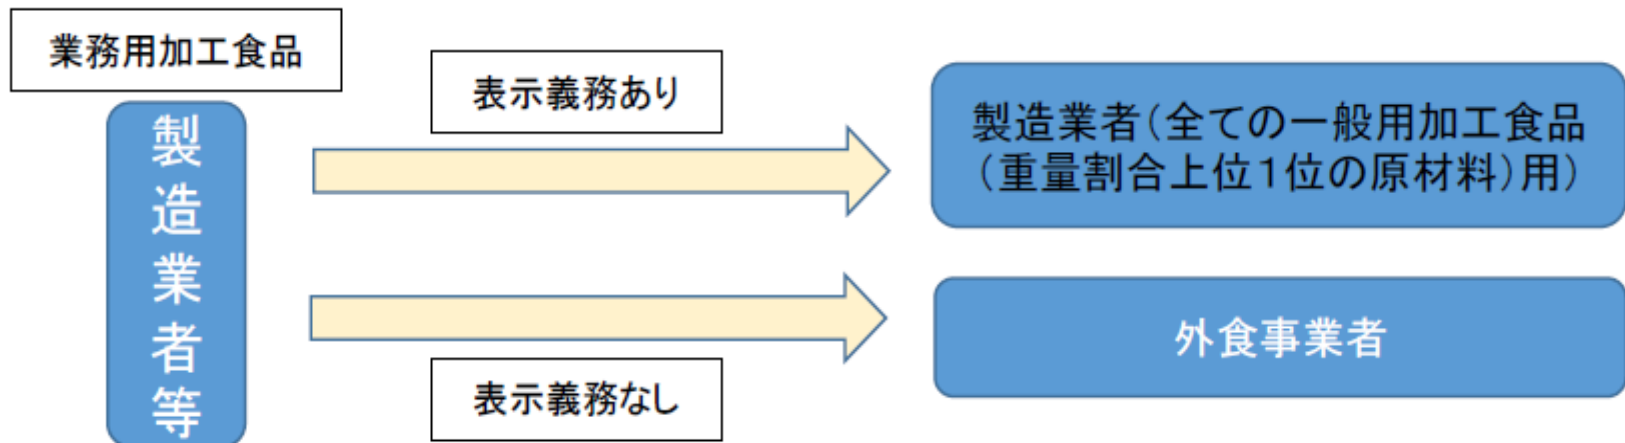 業務用加工食品
製造業者等
表示義務あり
製造業者(全ての一般用加工食品
(重量割合上位1位の原材料)用)
表示義務なし
外食事業者